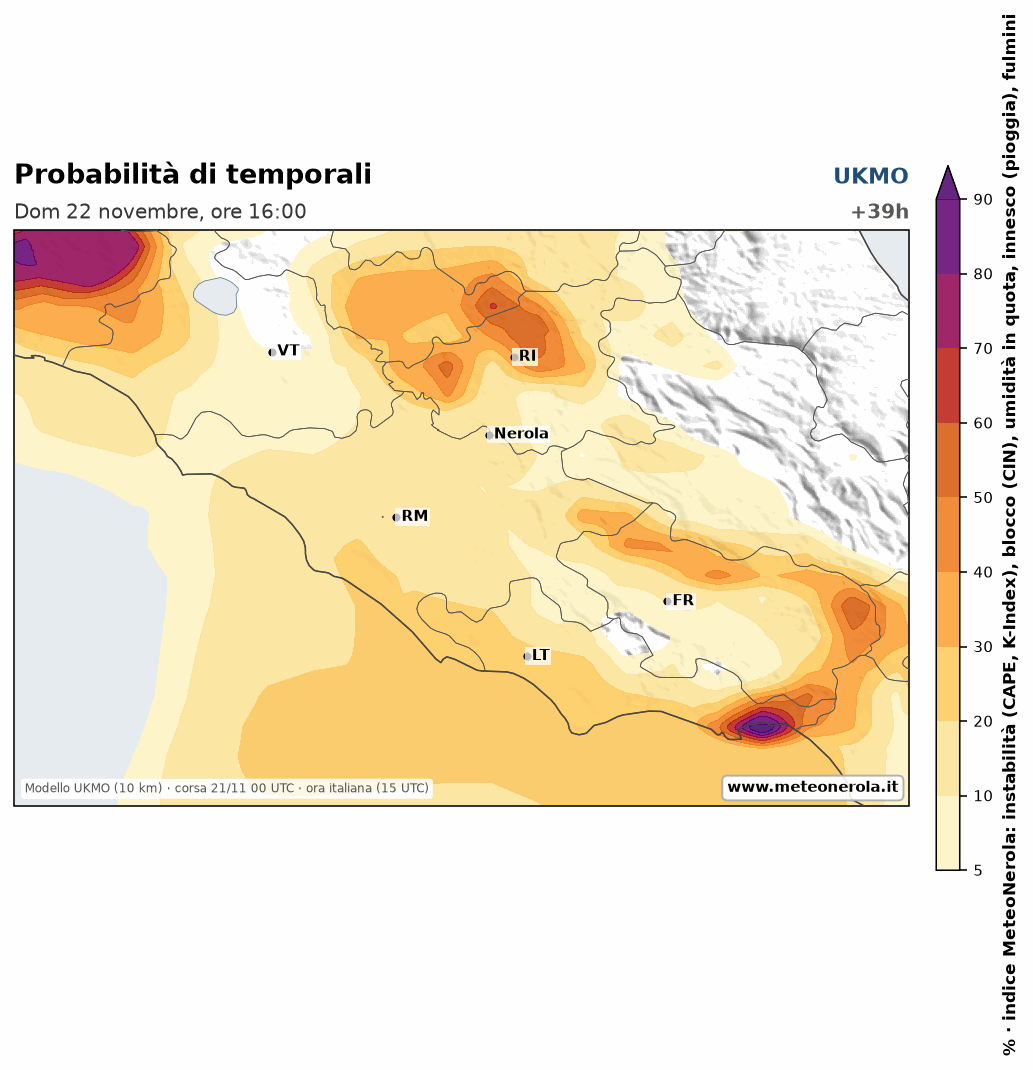 Probabilità di temporali
UKMO
Dom 22 novembre, ore 16:00
+39h
VT
RI
Nerola
RM
FR
LT
Modello UKMO (10 km) · corsa 21/11 00 UTC · ora italiana (15 UTC)
www.meteonerola.it
90
80
70
60
50
40
30
20
10
5
% · indice MeteoNerola: instabilità (CAPE, K-Index), blocco (CIN), umidità in quota, innesco (pioggia), fulmini